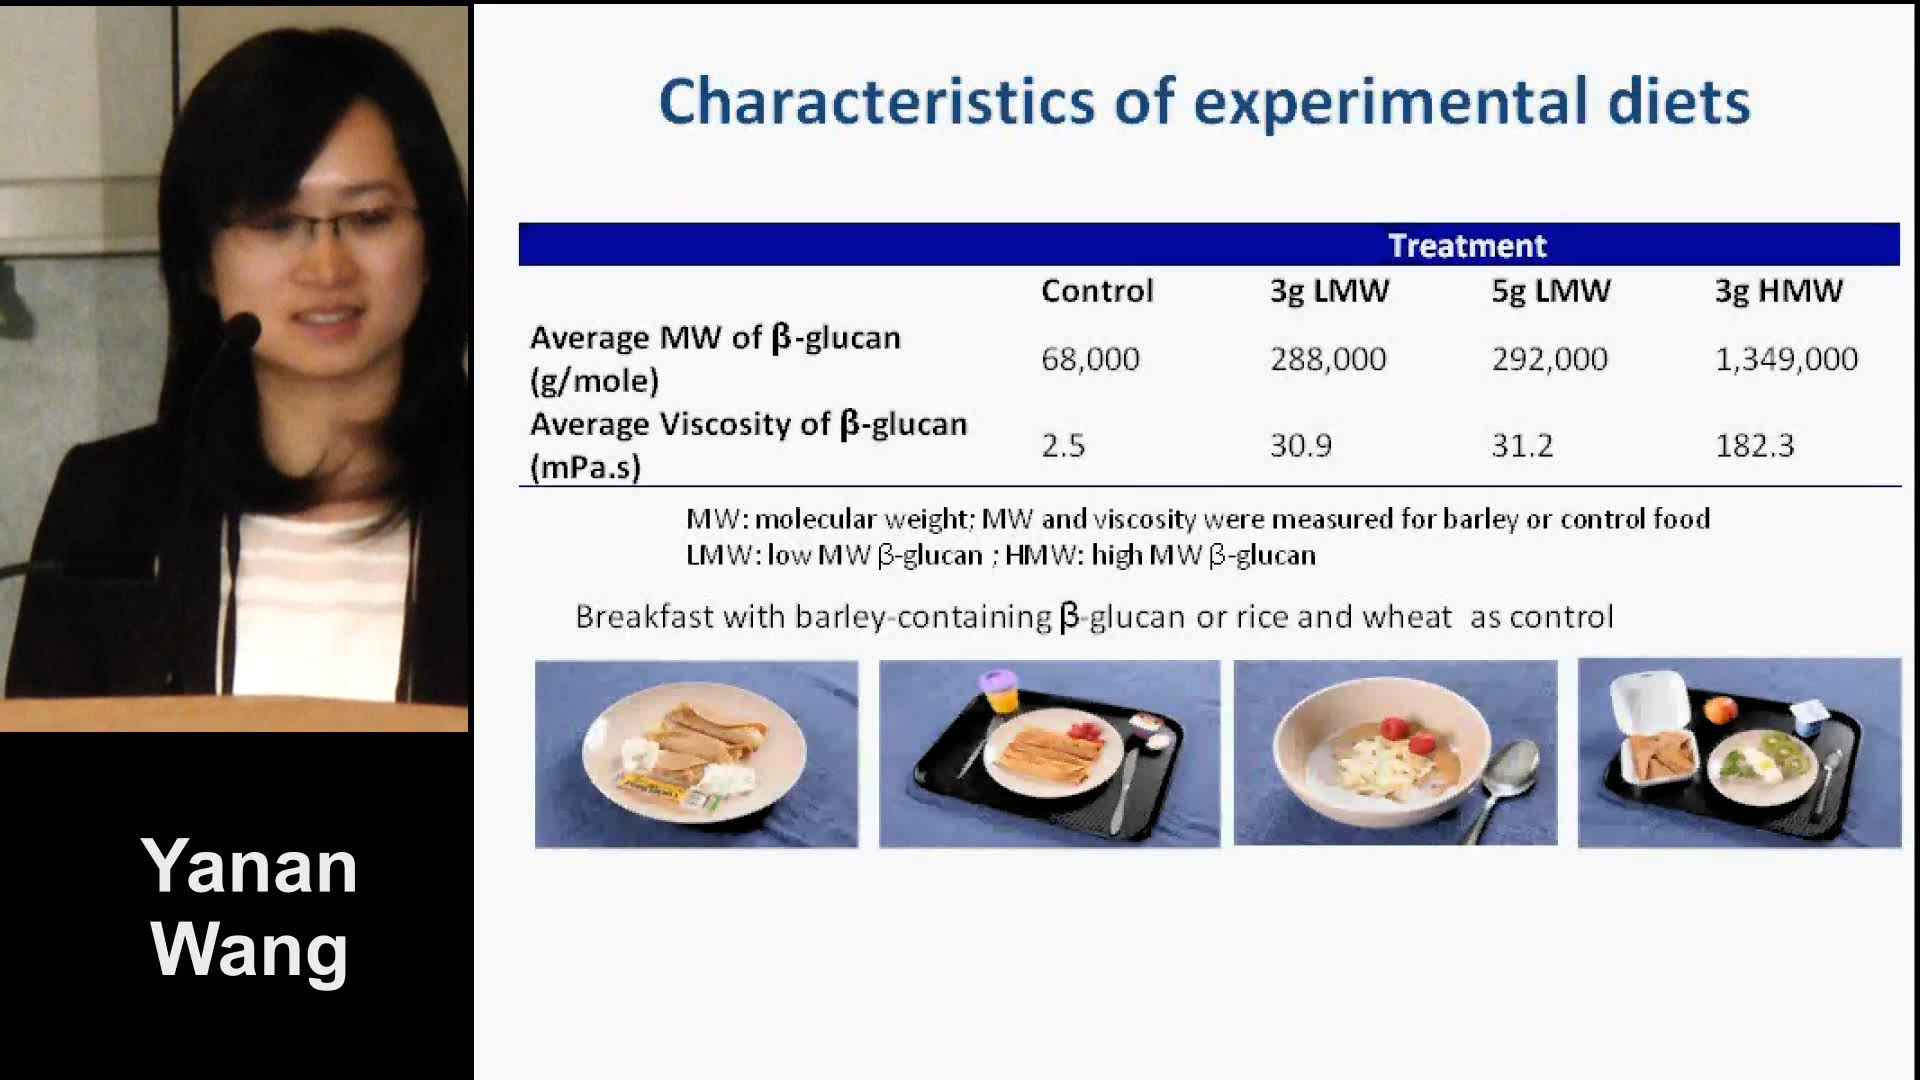 Characteristics of experimental diets
Treatment
Control 3g LMW 5g LMW 3g HMW
Average MW of β-glucan
(g/mole)
68,000 288,000 292,000 1,349,000
Average Viscosity of β-glucan
(mPa.s)
2.5 30.9 31.2 182.3
MW: molecular weight; MW and viscosity were measured for barley or control food
LMW: low MW β-glucan ; HMW: high MW β-glucan
Breakfast with barley-containing β-glucan or rice and wheat as control
Yanan
Wang